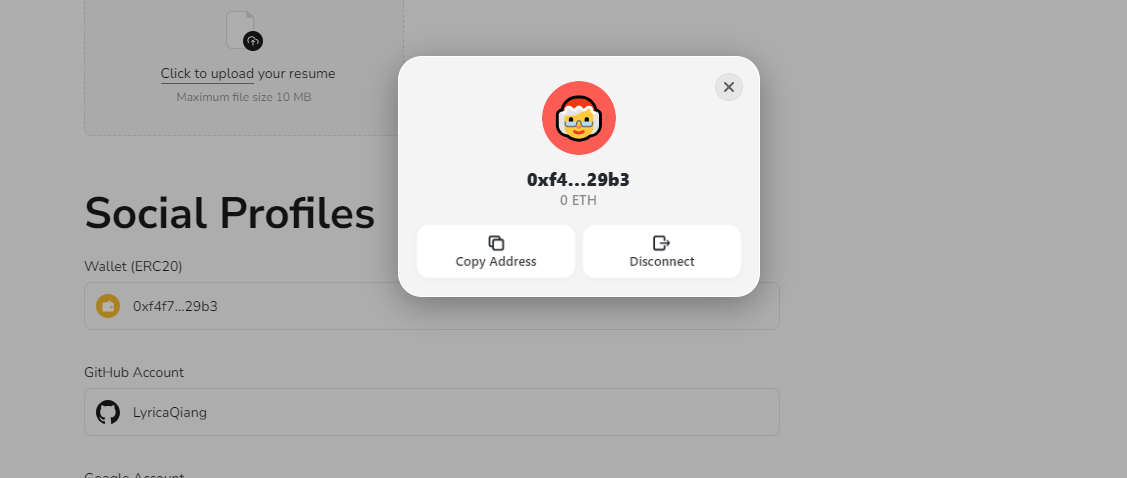 Click to upload your resume
Maximum file size 10 MB
0xf4...29b3
0 ETH
Copy Address
Disconnect
Social Profiles
Wallet (ERC20)
0xf4f7...29b3
GitHub Account
LyricaQiang
Google Account